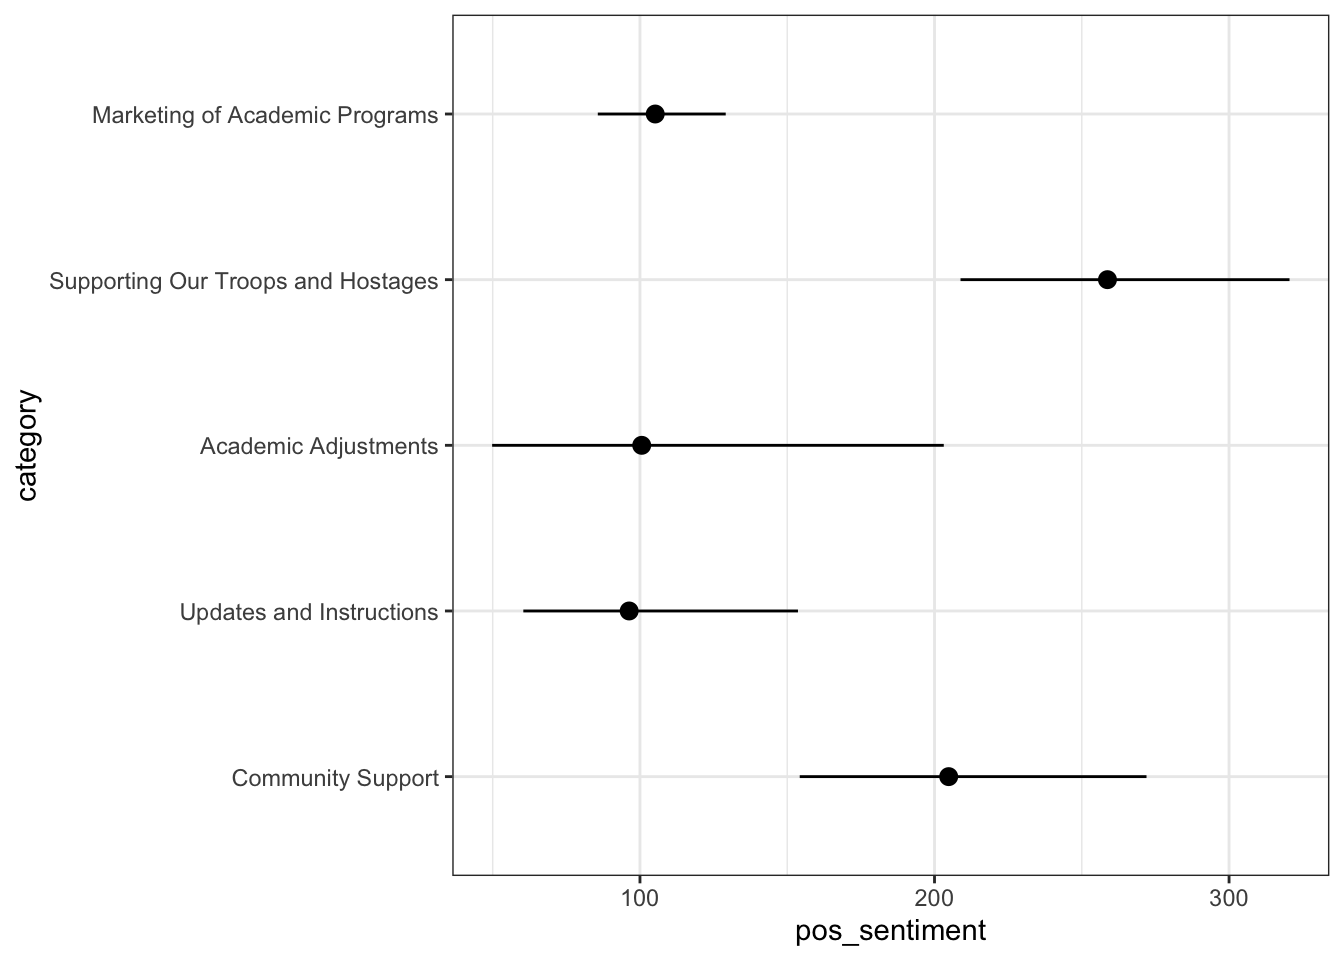 Marketing of Academic Programs
Supporting Our Troops and Hostages
Academic Adjustments
Updates and Instructions
Community Support
category
100 200 300
pos_sentiment